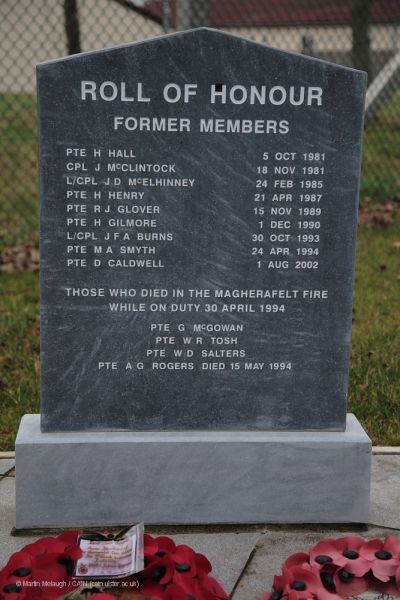 ROLL OF HONOUR
FORMER MEMBERS
PTE H HALL 5 OCT 1981
CPL J McCLINTOCK 18 NOV 1981
L/CPL J D McELHINNEY 24 FEB 1985
PTE H HENRY 21 APR 1987
PTE R J GLOVER 15 NOV 1989
PTE H GILMORE 1 DEC 1990
L/CPL J F A BURNS 30 OCT 1993
PTE M A SMYTH 24 APR 1994
PTE D CALDWELL 1 AUG 2002
THOSE WHO DIED IN THE MAGHERAFELT FIRE
WHILE ON DUTY 30 APRIL 1994
PTE G McGOWAN
PTE W R TOSH
PTE W D SALTERS
PTE A G ROGERS DIED 15 MAY 1994
© Martin Melaugh / CAIN (cain.ulster.ac.uk)